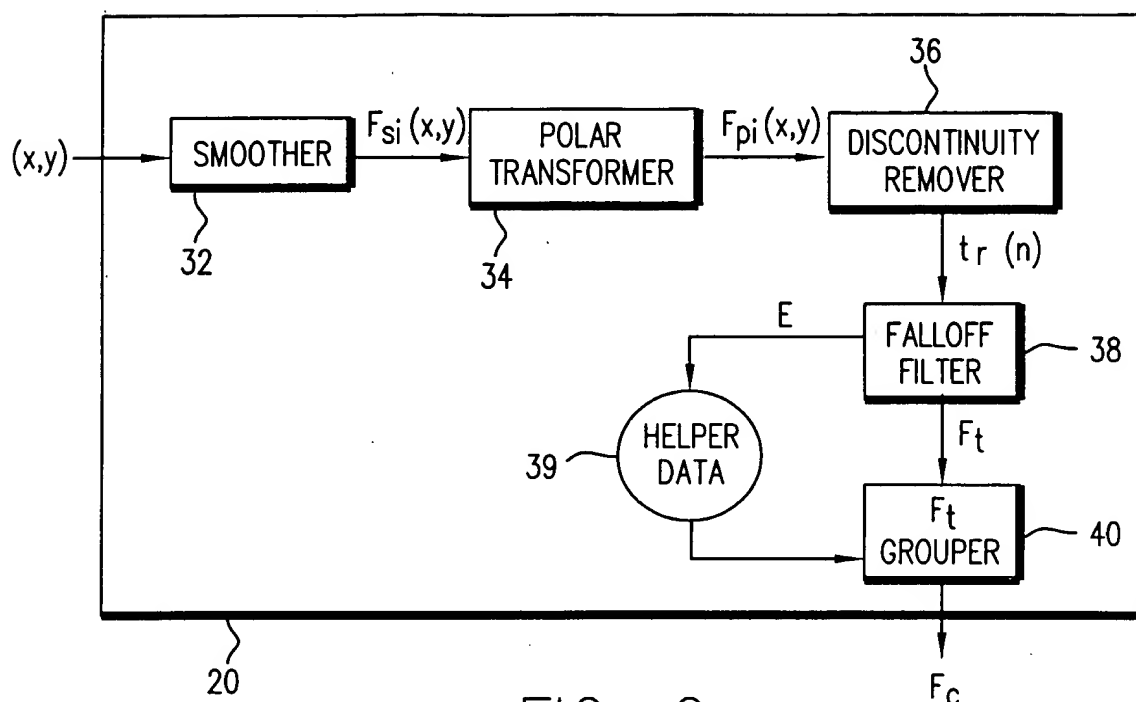 36
(x,y)
SMOOTHER
32
Fsi (x,y)
POLAR
TRANSFORMER
34
Fpi (x,y)
DISCONTINUITY
REMOVER
tr (n)
E
FALLOFF
FILTER
38
HELPER
DATA
39
Ft
Ft
GROUPER
40
20
Fc